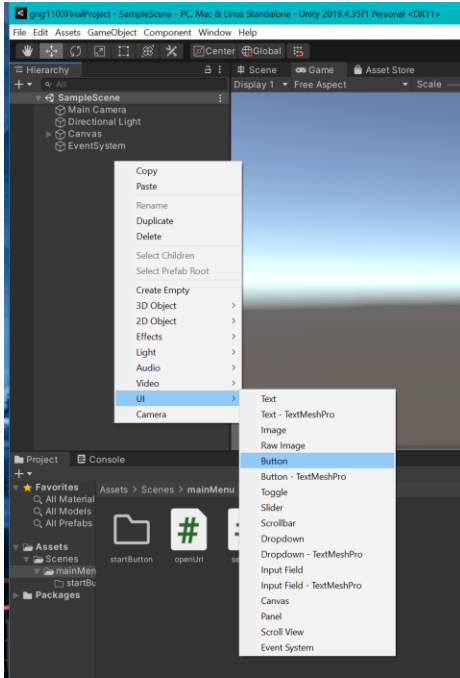 gng1103FinalProject - SampleScene - PC, Mac & Linux Standalone - Unity 2019.4.35f1 Personal <DX11>
File Edit Assets GameObject Component Window Help
Center Global
Hierarchy
Scene Game Asset Store
All
Display 1 Free Aspect Scale
SampleScene
Main Camera
Directional Light
Canvas
EventSystem
Copy
Paste
Rename
Duplicate
Delete
Select Children
Select Prefab Root
Create Empty
3D Object
2D Object
Effects
Light
Audio
Video
UI
Camera
Text
Text - TextMeshPro
Image
Raw Image
Button
Button - TextMeshPro
Toggle
Slider
Scrollbar
Dropdown
Dropdown - TextMeshPro
Input Field
Input Field - TextMeshPro
Canvas
Panel
Scroll View
Event System
Project Console
Favorites
All Material
All Models
All Prefabs
Assets
Scenes
mainMen
startBu
Packages
Assets > Scenes > mainMenu
startButton openUrl se